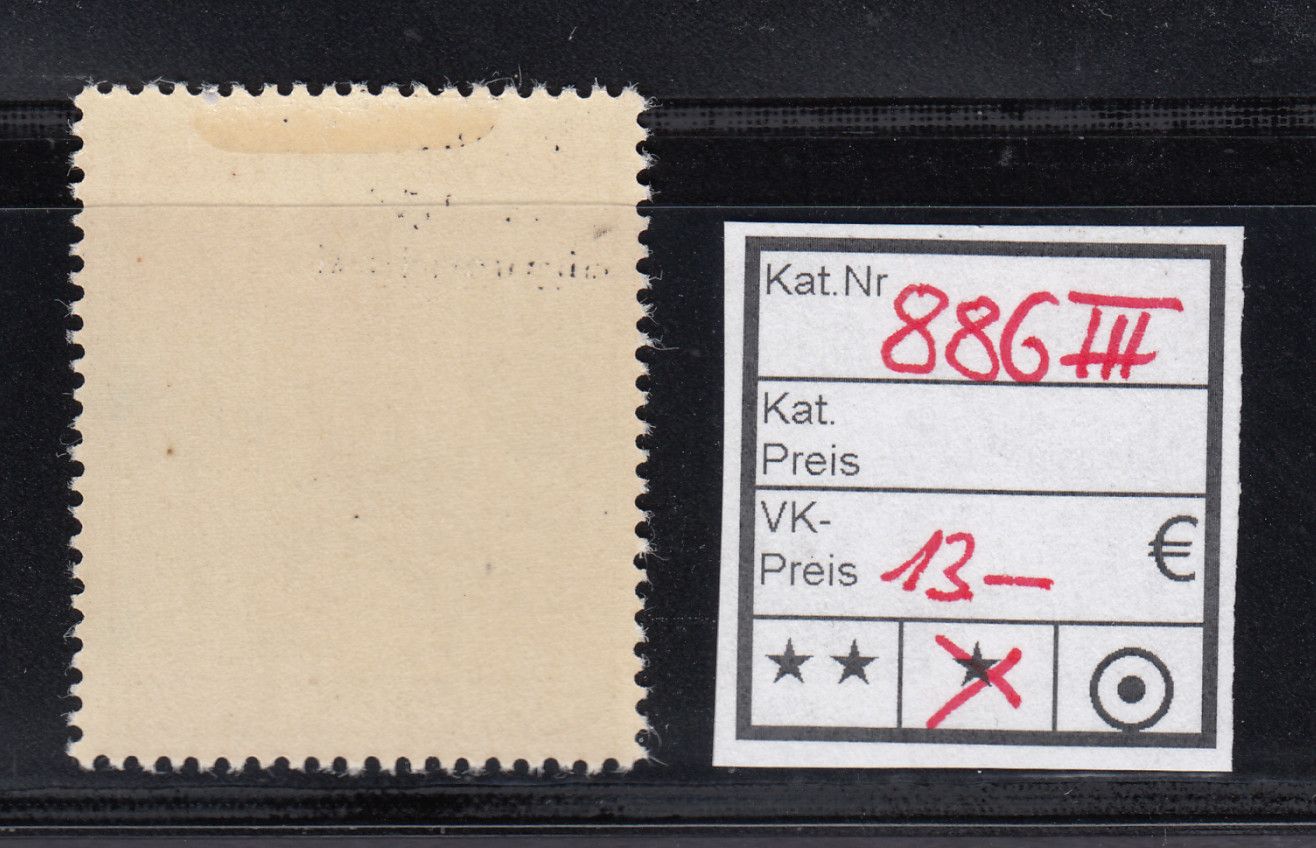 Kat.Nr 886 III
Kat.
Preis
VK-
Preis 13— €
★ ★ ★